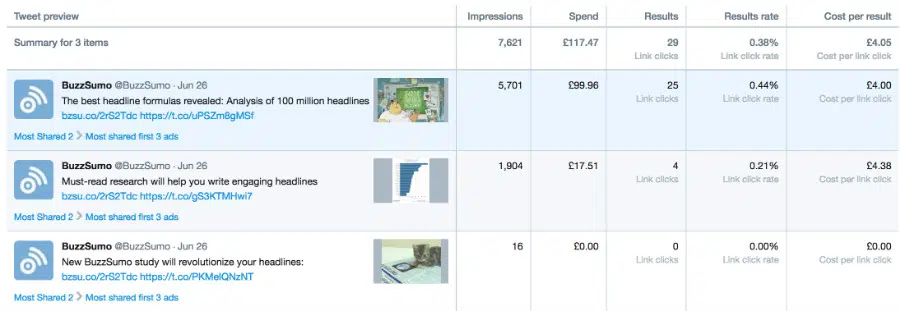 Tweet preview Impressions Spend Results Results rate Cost per result
Summary for 3 items 7,621 £117.47 29 0.38% £4.05
Link clicks Link click rate Cost per link click
BuzzSumo @BuzzSumo · Jun 26 5,701 £99.96 25 0.44% £4.00
The best headline formulas revealed: Analysis of 100 million headlines Link clicks Link click rate Cost per link click
bzsu.co/2rS2Tdc https://t.co/uPSZm8gMSf
Most Shared 2 > Most shared first 3 ads
BuzzSumo @BuzzSumo · Jun 26 1,904 £17.51 4 0.21% £4.38
Must-read research will help you write engaging headlines Link clicks Link click rate Cost per link click
bzsu.co/2rS2Tdc https://t.co/gS3KTMHwi7
Most Shared 2 > Most shared first 3 ads
BuzzSumo @BuzzSumo · Jun 26 16 £0.00 0 0.00% £0.00
New BuzzSumo study will revolutionize your headlines: Link clicks Link click rate Cost per link click
bzsu.co/2rS2Tdc https://t.co/PKMelQNzNT
Most Shared 2 > Most shared first 3 ads